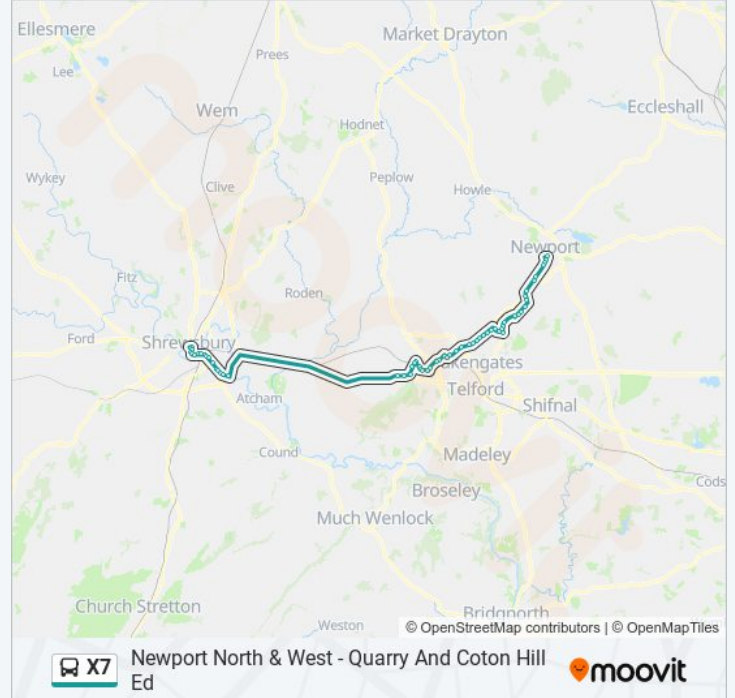 Ellesmere
Market Drayton
Prees
Lee
Eccleshall
Wem
Hodnet
Wykey
Clive
Peplow
Howle
Newport
Fitz
Roden
Ford
Shrewsbury
akengates
Telford
Atcham
Shifnal
Cound
Madeley
Cods
Broseley
Much Wenlock
Church Stretton
Bridgnorth
Weston
© OpenStreetMap contributors | © OpenMapTiles
X7
Newport North & West - Quarry And Coton Hill
Ed
moovit